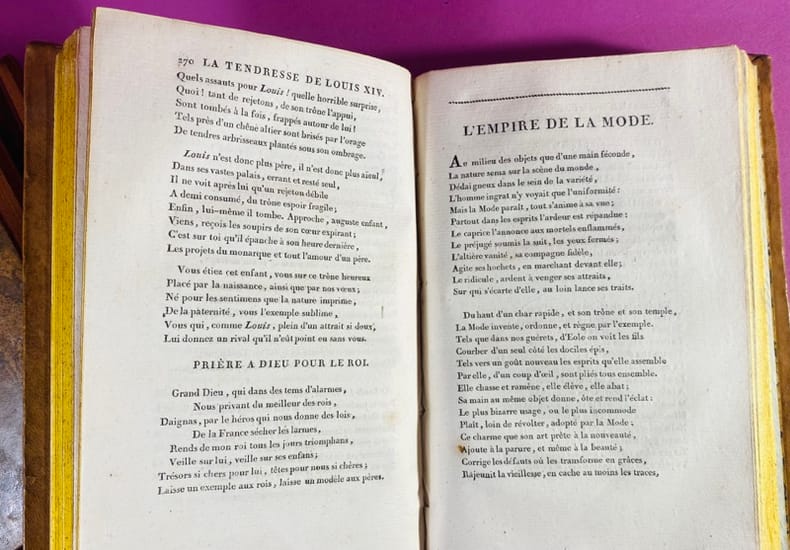 270 LA TENDRESSE DE LOUIS XIV.
Quels assauts pour Louis ! quelle horrible surprise,
Quoi ! tant de rejetons, de son trône l'appui,
Sont tombés à la fois, frappés autour de lui !
Tels près d'un chêne altier sont brisés par l'orage
De tendres arbrisseaux plantés sous son ombrage.
Louis n'est donc plus père, il n'est donc plus aïeul,
Dans ses vastes palais, errant et resté seul,
Il ne voit après lui qu'un rejeton débile
A demi consumé, du trône espoir fragile ;
Enfin, lui-même il tombe. Approche, auguste enfant,
Viens, reçois les soupirs de son cœur expirant ;
C'est sur toi qu'il épanche à son heure dernière,
Les projets du monarque et tout l'amour d'un père.
Vous étiez cet enfant, vous sur ce trône heureux
Placé par la naissance, ainsi que par nos vœux ;
Né pour les sentimens que la nature imprime,
De la paternité, vous l'exemple sublime,
Vous qui, comme Louis, plein d'un attrait si doux,
Lui donnez un rival qu'il n'eût point eu sans vous.
PRIÈRE A DIEU POUR LE ROI.
Grand Dieu, qui dans des tems d'alarmes,
Nous privant du meilleur des rois,
Daignas, par le héros qui nous donne des lois,
De la France sécher les larmes,
Rends de mon roi tous les jours triomphans,
Veille sur lui, veille sur ses enfans ;
Trésors si chers pour lui, têtes pour nous si chères ;
Laisse un exemple aux rois, laisse un modèle aux pères.
L'EMPIRE DE LA MODE.
Au milieu des objets que d'une main féconde,
La nature sema sur la scène du monde,
Dédaigneux dans le sein de la variété,
L'homme ingrat n'y voyait que l'uniformité :
Mais la Mode paraît, tout s'anime à sa vue ;
Partout dans les esprits l'ardeur est répandue :
Le caprice l'annonce aux mortels enflammés,
Le préjugé soumis la suit, les yeux fermés ;
L'altière vanité, sa compagne fidèle,
Agite ses hochets, en marchant devant elle ;
Le ridicule, ardent à venger ses attraits,
Sur qui s'écarte d'elle, au loin lance ses traits.
Du haut d'un char rapide, et son trône et son temple,
La Mode invente, ordonne, et règne par l'exemple.
Tels que dans nos guérets, d'Eole on voit les fils
Courber d'un seul côté les dociles épis,
Tels vers un goût nouveau les esprits qu'elle assemble
Par elle, d'un coup d'œil, sont pliés tous ensemble.
Elle chasse et ramène, elle élève, elle abat ;
Sa main au même objet donne, ôte et rend l'éclat :
Le plus bizarre usage, ou le plus incommode
Plaît, loin de révolter, adopté par la Mode ;
Ce charme que son art prête à la nouveauté,
Ajoute à la parure, et même à la beauté ;
Corrige les défauts où les transforme en grâces,
Rajeunit la vieillesse, en cache au moins les traces,